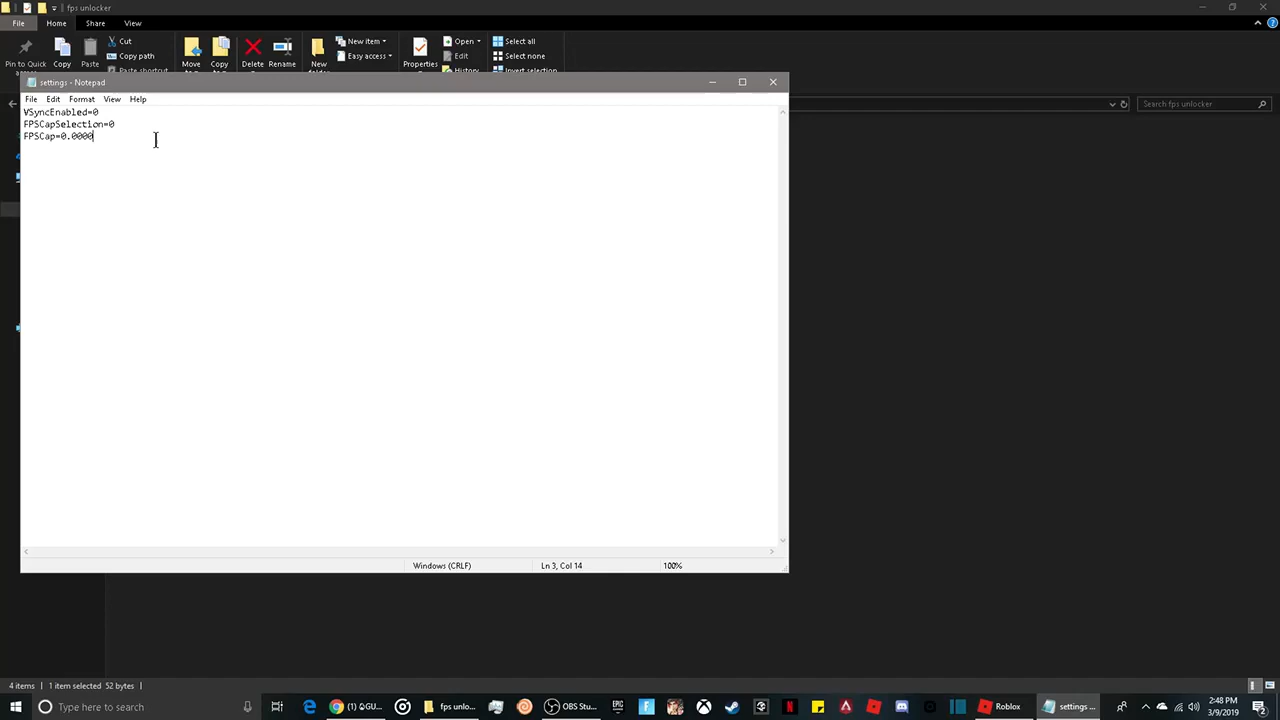 fps unlocker
File Home Share View
Cut
Copy path
Paste shortcut
Pin to Quick access
Copy
Paste
Move
Copy
Delete
Rename
New
New item
Easy access
Properties
Open
Edit
History
Select all
Select none
Invert selection
Search fps unlocker
settings - Notepad
File Edit Format View Help
VSyncEnabled=0
FPSCapSelection=0
FPSCap=0.0000
Windows (CRLF) Ln 3, Col 14 100%
4 items 1 item selected 52 bytes
Type here to search
(1) GU...
fps unlo...
OBS Stu...
EPIC
Roblox
settings ...
2:48 PM
3/9/2019
2